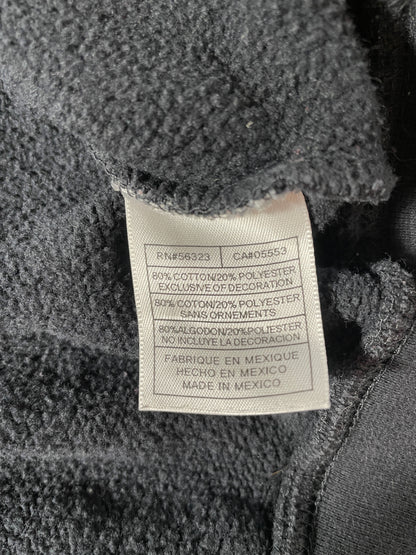 RN#56323 CA#05553
80% COTTON/20% POLYESTER
EXCLUSIVE OF DECORATION
80% COTON/20% POLYESTER
SANS ORNEMENTS
80%ALGODON/20%POLIESTER
NO INCLUYE LA DECORACION
FABRIQUE EN MEXIQUE
HECHO EN MEXICO
MADE IN MEXICO